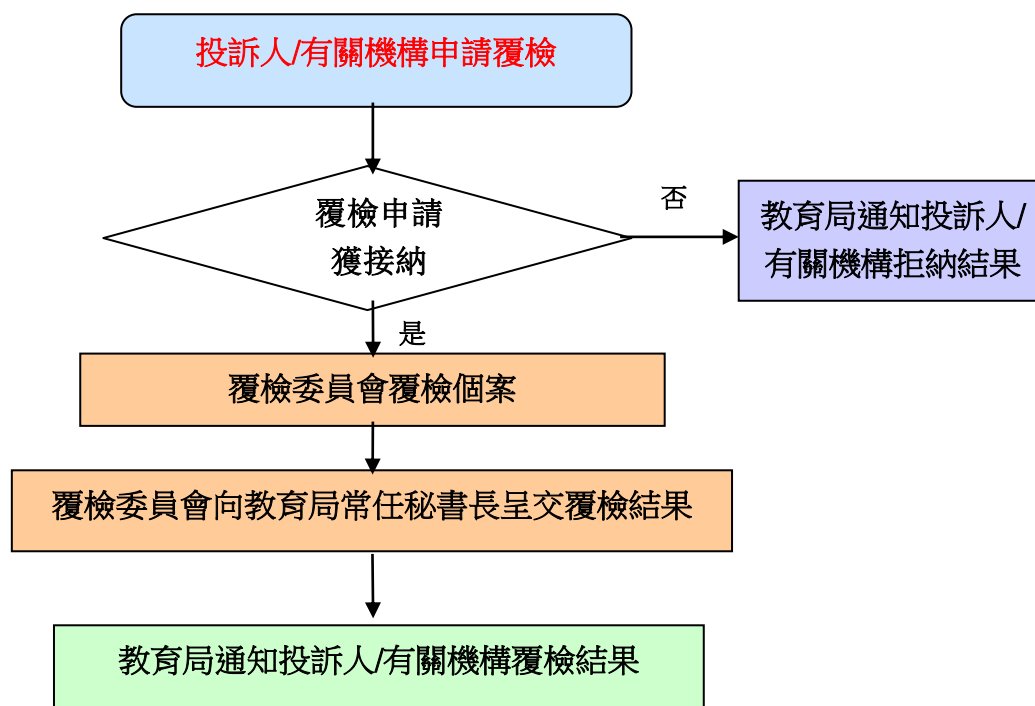 投訴人/有關機構申請覆檢
覆檢申請
獲接納
否
教育局通知投訴人/
有關機構拒納結果
是
覆檢委員會覆檢個案
覆檢委員會向教育局常任秘書長呈交覆檢結果
教育局通知投訴人/有關機構覆檢結果